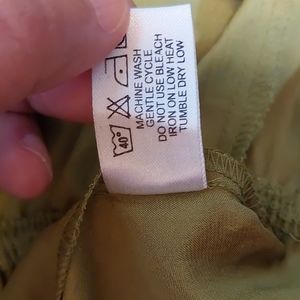 40°
MACHINE WASH
GENTLE CYCLE
DO NOT USE BLEACH
IRON ON LOW HEAT
TUMBLE DRY LOW